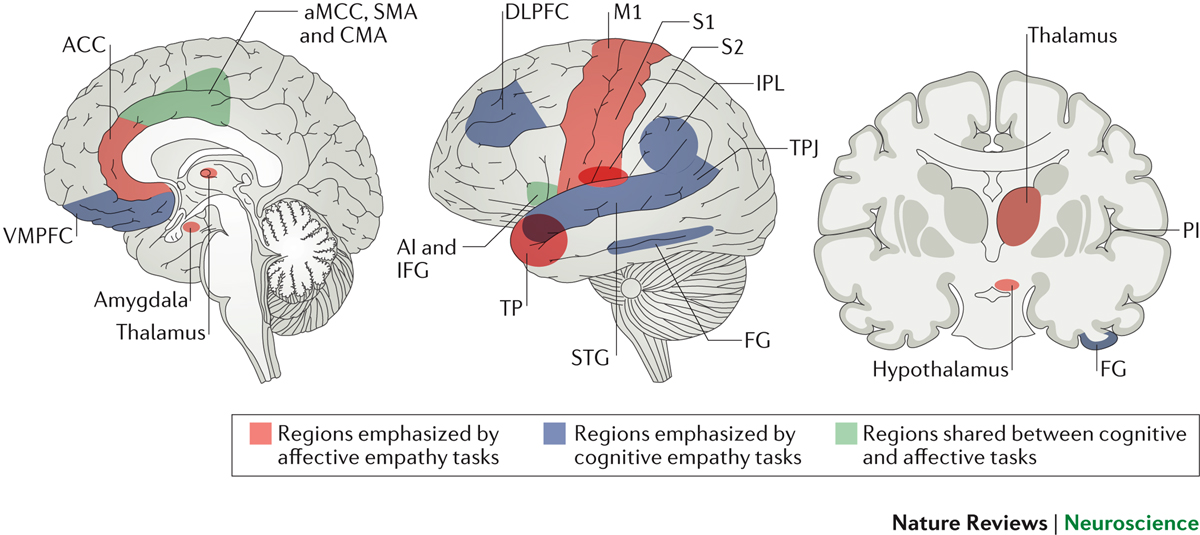 aMCC, SMA
and CMA
ACC
VMPFC
Amygdala
Thalamus
DLPFC
M1
S1
S2
IPL
TPJ
AI and
IFG
TP
STG
FG
Thalamus
PI
Hypothalamus
FG
Regions emphasized by
affective empathy tasks
Regions emphasized by
cognitive empathy tasks
Regions shared between cognitive
and affective tasks
Nature Reviews | Neuroscience